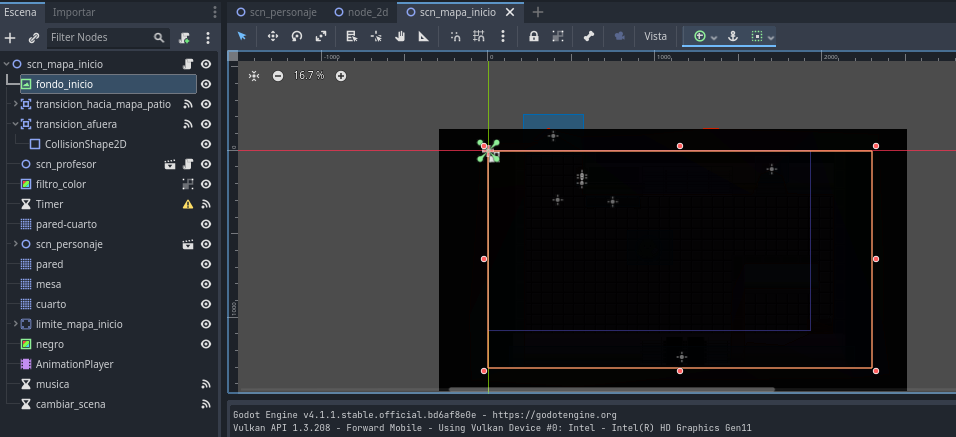 Escena Importar
scn_personaje node_2d scn_mapa_inicio
Filter Nodes
Vista
scn_mapa_inicio
fondo_inicio
transicion_hacia_mapa_patio
transicion_afuera
CollisionShape2D
scn_profesor
filtro_color
Timer
pared-cuarto
scn_personaje
pared
mesa
cuarto
limite_mapa_inicio
negro
AnimationPlayer
musica
cambiar_scena
-1000 0 1000 2000
16.7 %
0
1000
Godot Engine v4.1.1.stable.official.bd6af8e0e - https://godotengine.org
Vulkan API 1.3.208 - Forward Mobile - Using Vulkan Device #0: Intel - Intel(R) HD Graphics Gen11